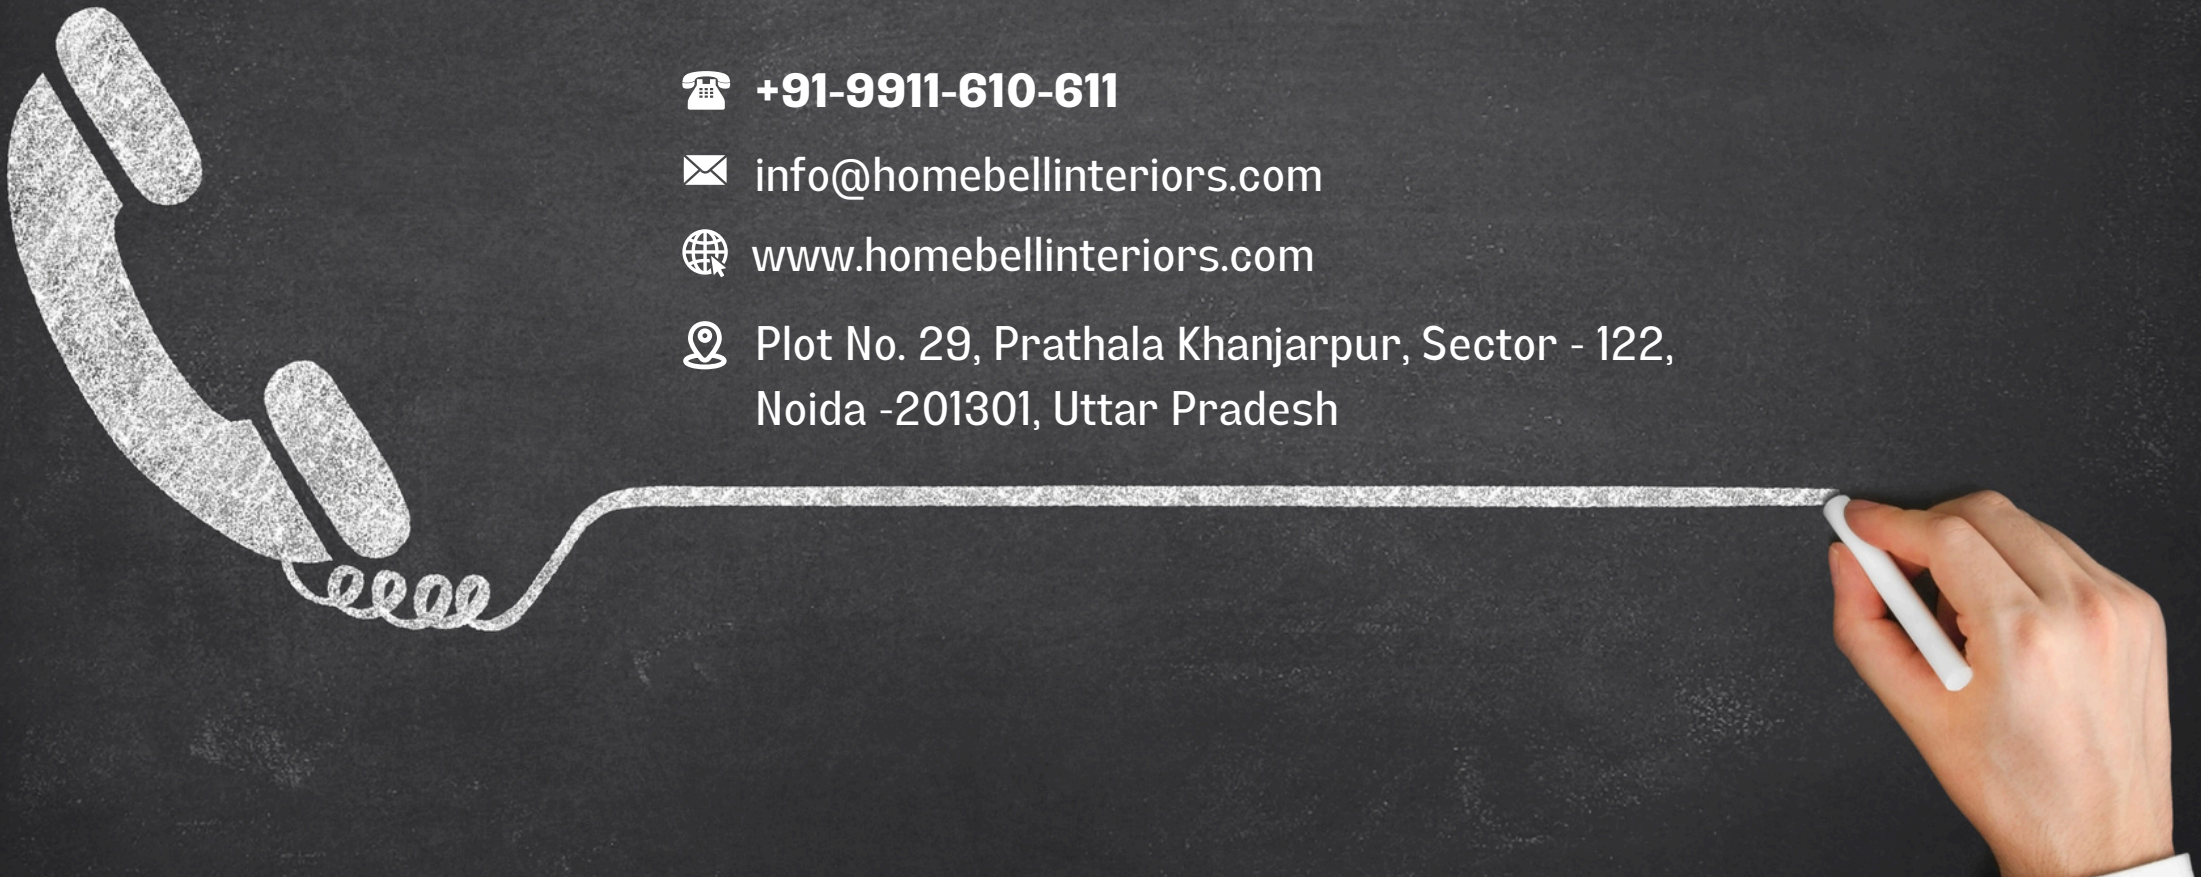 +91-9911-610-611
info@homebellinteriors.com
www.homebellinteriors.com
Plot No. 29, Prathala Khanjarpur, Sector - 122,
Noida -201301, Uttar Pradesh